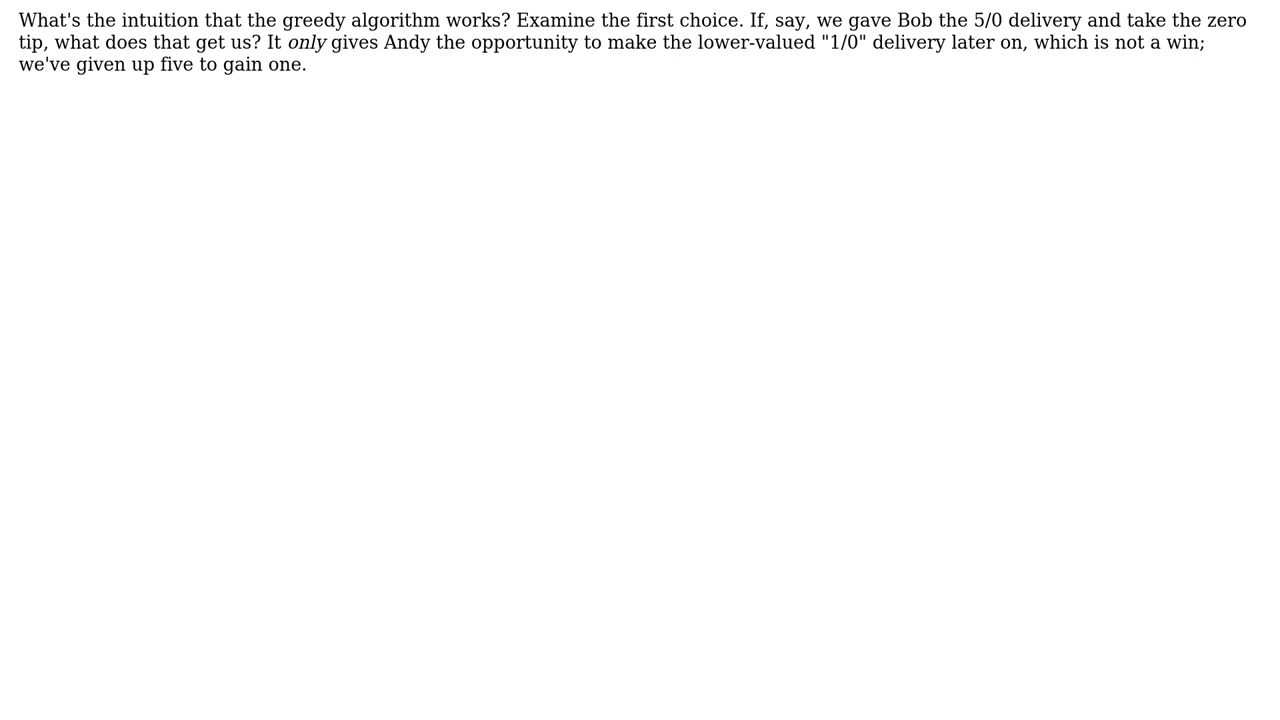 What's the intuition that the greedy algorithm works? Examine the first choice. If, say, we gave Bob the 5/0 delivery and take the zero
tip, what does that get us? It only gives Andy the opportunity to make the lower-valued "1/0" delivery later on, which is not a win;
we've given up five to gain one.